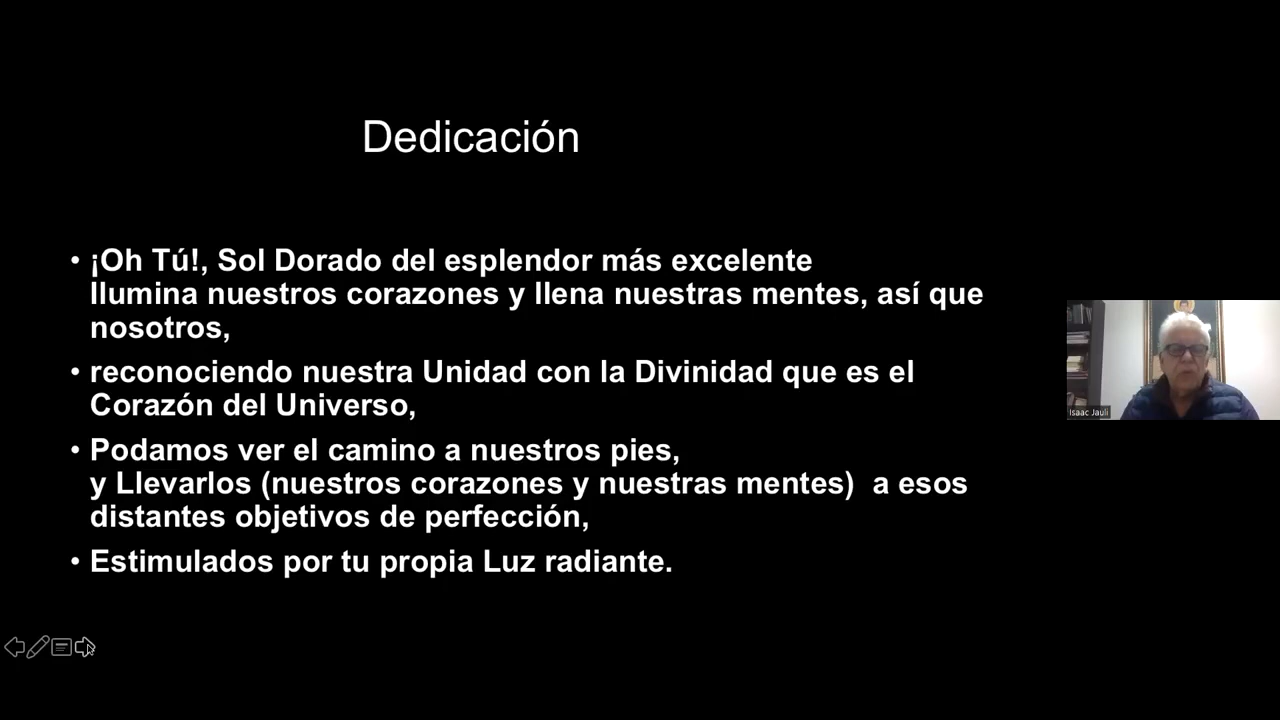 Dedicación
• ¡Oh Tú!, Sol Dorado del esplendor más excelente
Ilumina nuestros corazones y llena nuestras mentes, así que
nosotros,
• reconociendo nuestra Unidad con la Divinidad que es el
Corazón del Universo,
• Podamos ver el camino a nuestros pies,
y Llevarlos (nuestros corazones y nuestras mentes)  a esos
distantes objetivos de perfección,
• Estimulados por tu propia Luz radiante.
Isaac Jauli